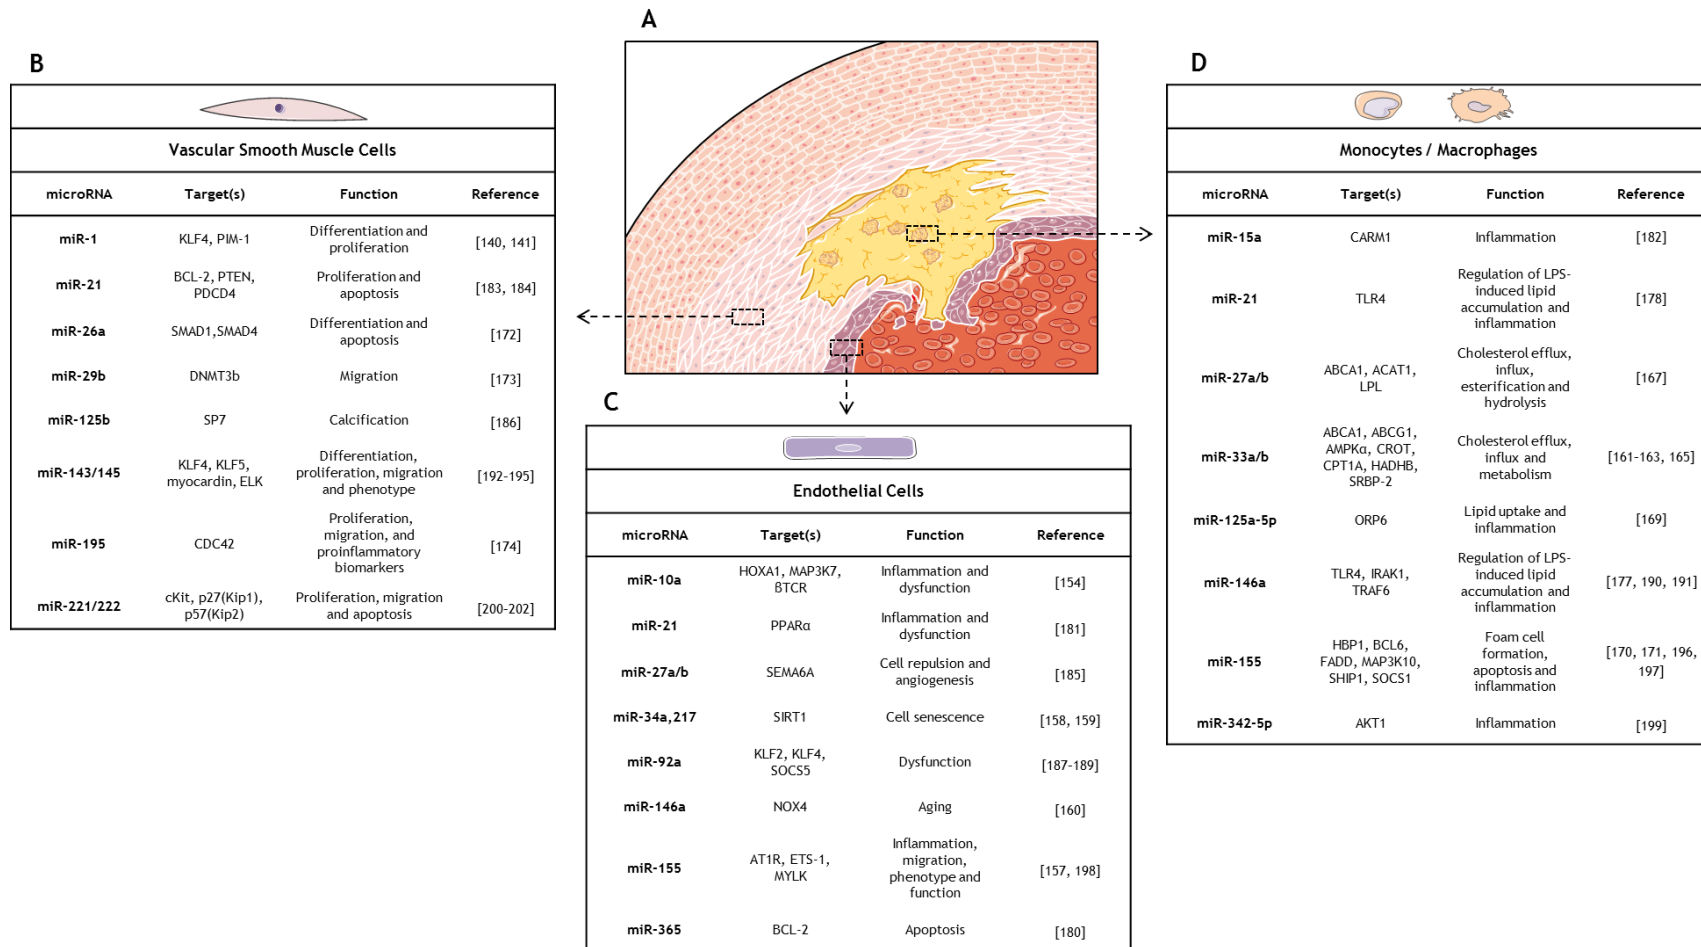 A
B
Vascular Smooth Muscle Cells
microRNA Target(s) Function Reference
miR-1 KLF4, PIM-1 Differentiation and proliferation [140, 141]
miR-21 BCL-2, PTEN, PDCD4 Proliferation and apoptosis [183, 184]
miR-26a SMAD1,SMAD4 Differentiation and apoptosis [172]
miR-29b DNMT3b Migration [173]
miR-125b SP7 Calcification [186]
miR-143/145 KLF4, KLF5, myocardin, ELK Differentiation, proliferation, migration and phenotype [192-195]
miR-195 CDC42 Proliferation, migration, and proinflammatory biomarkers [174]
miR-221/222 cKit, p27(Kip1), p57(Kip2) Proliferation, migration and apoptosis [200-202]
C
Endothelial Cells
microRNA Target(s) Function Reference
miR-10a HOXA1, MAP3K7, βTCR Inflammation and dysfunction [154]
miR-21 PPARα Inflammation and dysfunction [181]
miR-27a/b SEMA6A Cell repulsion and angiogenesis [185]
miR-34a,217 SIRT1 Cell senescence [158, 159]
miR-92a KLF2, KLF4, SOCS5 Dysfunction [187-189]
miR-146a NOX4 Aging [160]
miR-155 AT1R, ETS-1, MYLK Inflammation, migration, phenotype and function [157, 198]
miR-365 BCL-2 Apoptosis [180]
D
Monocytes / Macrophages
microRNA Target(s) Function Reference
miR-15a CARM1 Inflammation [182]
miR-21 TLR4 Regulation of LPS-induced lipid accumulation and inflammation [178]
miR-27a/b ABCA1, ACAT1, LPL Cholesterol efflux, influx, esterification and hydrolysis [167]
miR-33a/b ABCA1, ABCG1, AMPKα, CROT, CPT1A, HADHB, SRBP-2 Cholesterol efflux, influx and metabolism [161-163, 165]
miR-125a-5p ORP6 Lipid uptake and inflammation [169]
miR-146a TLR4, IRAK1, TRAF6 Regulation of LPS-induced lipid accumulation and inflammation [177, 190, 191]
miR-155 HBP1, BCL6, FADD, MAP3K10, SHIP1, SOCS1 Foam cell formation, apoptosis and inflammation [170, 171, 196, 197]
miR-342-5p AKT1 Inflammation [199]